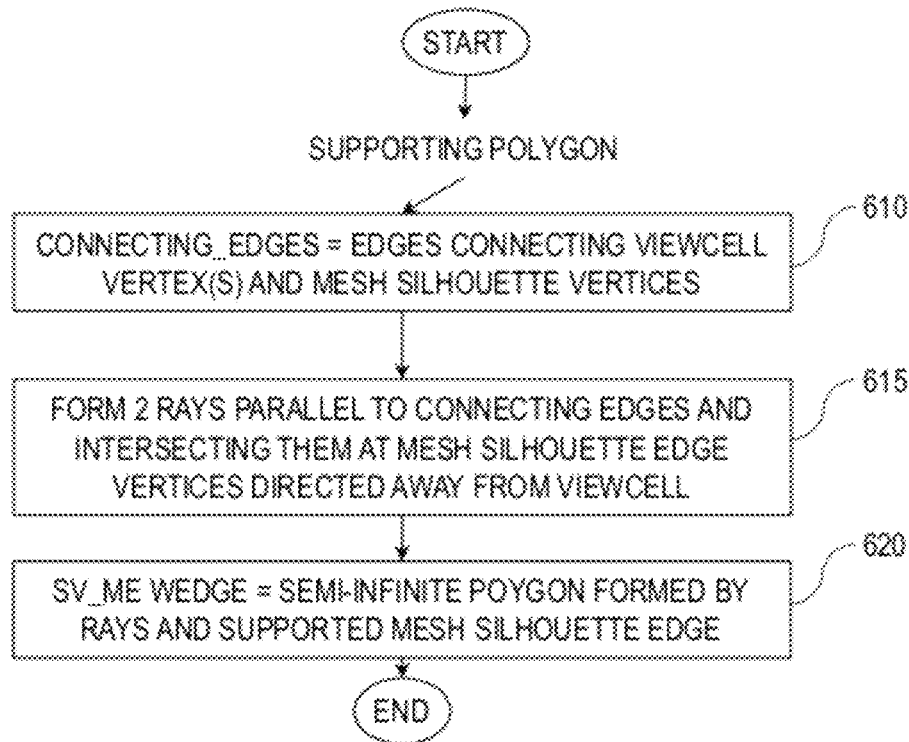 START
SUPPORTING POLYGON
610
CONNECTING_EDGES = EDGES CONNECTING VIEWCELL
VERTEX(S) AND MESH SILHOUETTE VERTICES
615
FORM 2 RAYS PARALLEL TO CONNECTING EDGES AND
INTERSECTING THEM AT MESH SILHOUETTE EDGE
VERTICES DIRECTED AWAY FROM VIEWCELL
620
SV_ME WEDGE = SEMI-INFINITE POYGON FORMED BY
RAYS AND SUPPORTED MESH SILHOUETTE EDGE
END